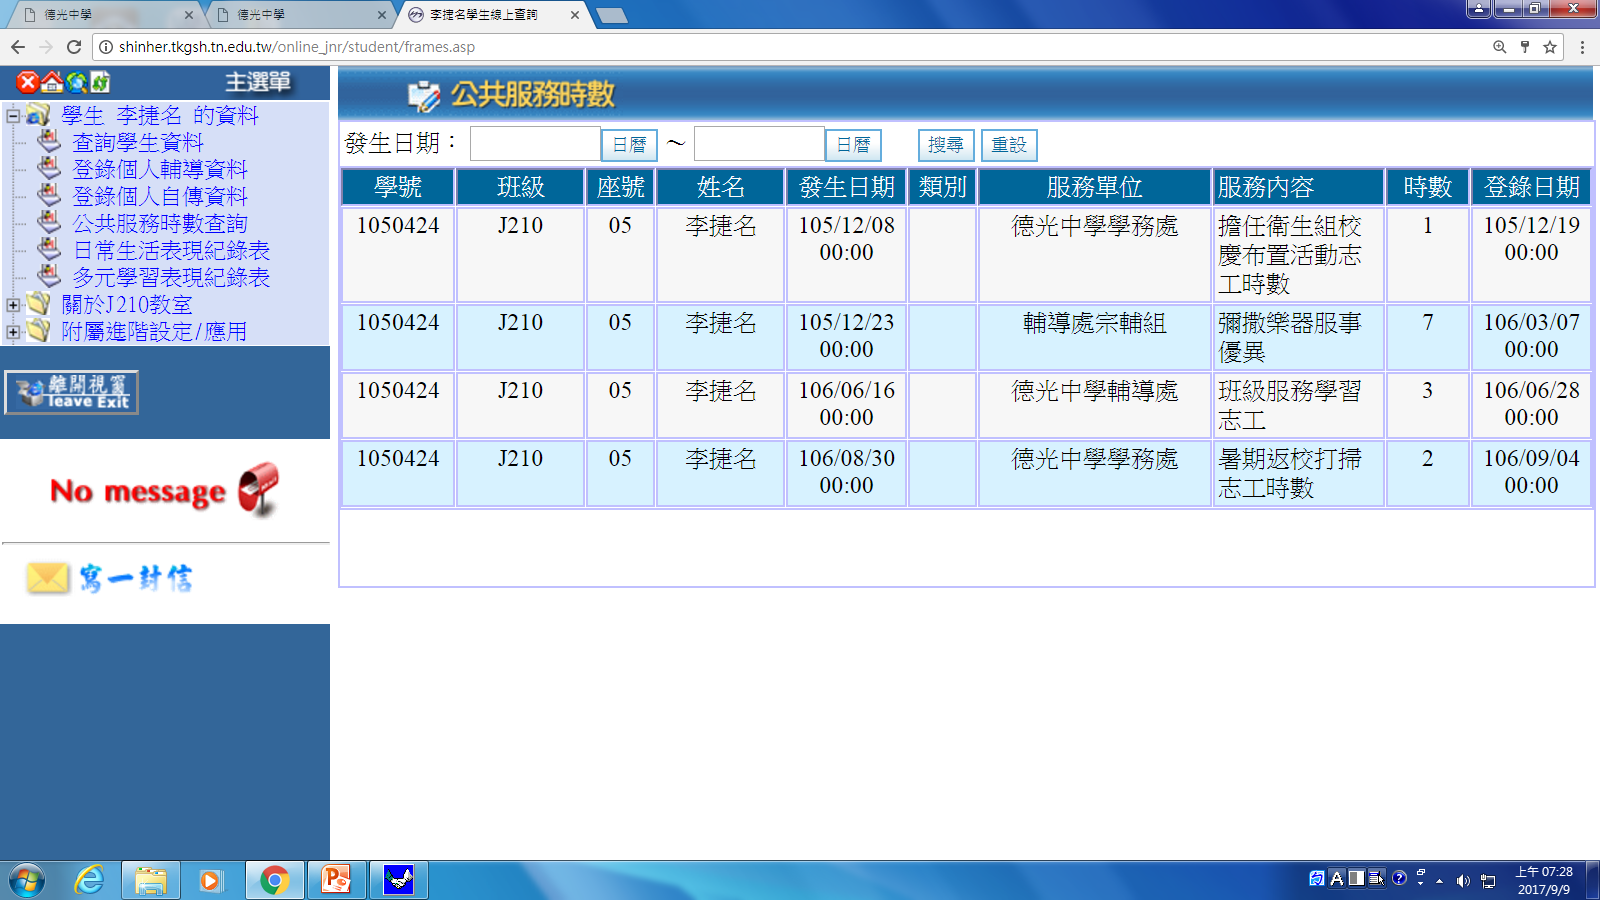 德光中學
德光中學
李捷名學生線上查詢
shinher.tkgsh.tn.edu.tw/online_jnr/student/frames.asp
主選單
學生 李捷名 的資料
查詢學生資料
登錄個人輔導資料
登錄個人自傳資料
公共服務時數查詢
日常生活表現紀錄表
多元學習表現紀錄表
關於J210教室
附屬進階設定/應用
離開視窗
leave Exit
No message
寫一封信
公共服務時數
發生日期： 日曆 ～ 日曆 搜尋 重設
學號 班級 座號 姓名 發生日期 類別 服務單位 服務內容 時數 登錄日期
1050424 J210 05 李捷名 105/12/08 德光中學學務處 擔任衛生組校 1 105/12/19
00:00 慶布置活動志 00:00
工時數
1050424 J210 05 李捷名 105/12/23 輔導處宗輔組 彌撒樂器服事 7 106/03/07
00:00 優異 00:00
1050424 J210 05 李捷名 106/06/16 德光中學輔導處 班級服務學習 3 106/06/28
00:00 志工 00:00
1050424 J210 05 李捷名 106/08/30 德光中學學務處 暑期返校打掃 2 106/09/04
00:00 志工時數 00:00
上午 07:28
2017/9/9